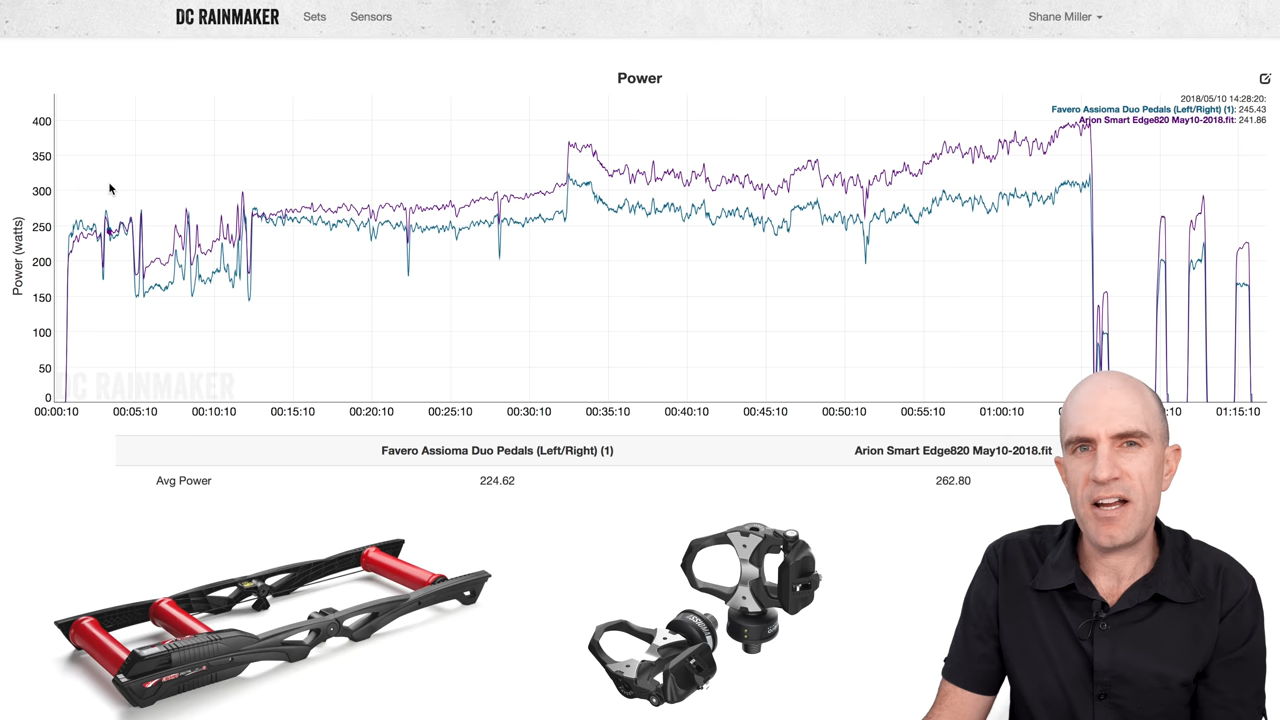 DC RAINMAKER Sets Sensors Shane Miller
Power
2018/05/10 14:28:20:
Favero Assioma Duo Pedals (Left/Right) (1): 245.43
Arion Smart Edge820 May10-2018.fit: 241.86
400
350
300
250
200
150
100
50
0
Power (watts)
DC RAINMAKER
00:00:10 00:05:10 00:10:10 00:15:10 00:20:10 00:25:10 00:30:10 00:35:10 00:40:10 00:45:10 00:50:10 00:55:10 01:00:10 01:15:10
Favero Assioma Duo Pedals (Left/Right) (1) Arion Smart Edge820 May10-2018.fit
Avg Power 224.62 262.80
ASSIOMA